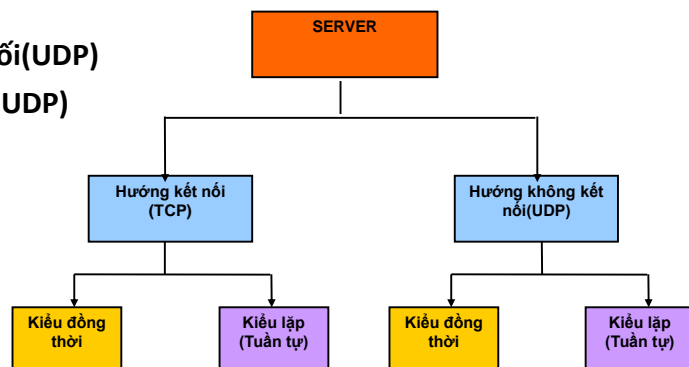 SERVER
ối(UDP)
UDP)
Hướng kết nối
(TCP)
Hướng không kết
nối(UDP)
Kiểu đồng
thời
Kiểu lặp
(Tuần tự)
Kiểu đồng
thời
Kiểu lặp
(Tuần tự)